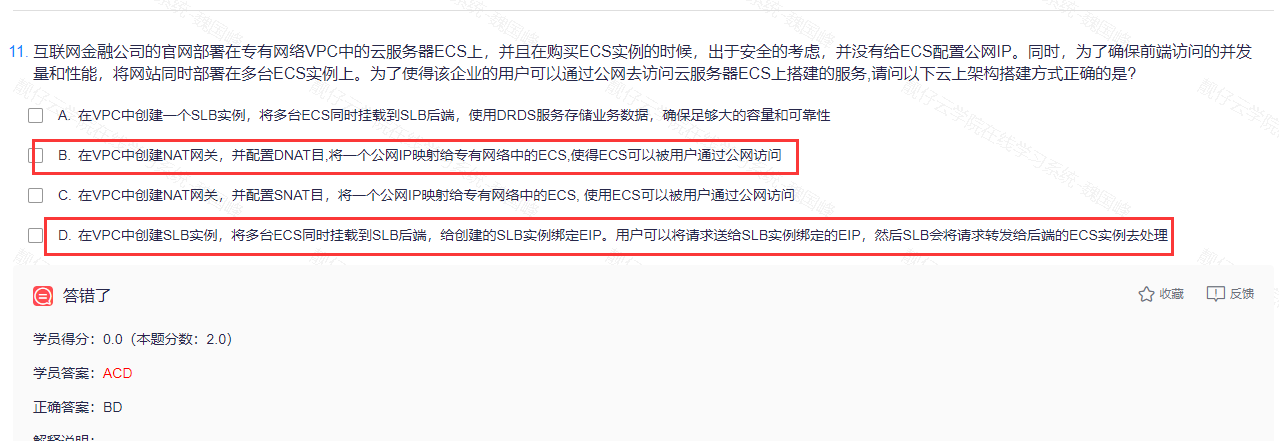 11. 互联网金融公司的官网部署在专有网络VPC中的云服务器ECS上，并且在购买ECS实例的时候，出于安全的考虑，并没有给ECS配置公网IP。同时，为了确保前端访问的并发
量和性能，将网站同时部署在多台ECS实例上。为了使得该企业的用户可以通过公网去访问云服务器ECS上搭建的服务,请问以下云上架构搭建方式正确的是?
A. 在VPC中创建一个SLB实例，将多台ECS同时挂载到SLB后端，使用DRDS服务存储业务数据，确保足够大的容量和可靠性
B. 在VPC中创建NAT网关，并配置DNAT目,将一个公网IP映射给专有网络中的ECS,使得ECS可以被用户通过公网访问
C. 在VPC中创建NAT网关，并配置SNAT目，将一个公网IP映射给专有网络中的ECS, 使用ECS可以被用户通过公网访问
D. 在VPC中创建SLB实例，将多台ECS同时挂载到SLB后端，给创建的SLB实例绑定EIP。用户可以将请求送给SLB实例绑定的EIP，然后SLB会将请求转发给后端的ECS实例去处理
答错了
收藏
反馈
学员得分：0.0（本题分数：2.0）
学员答案：ACD
正确答案：BD
解释说明：
靓仔云学院在线学习系统-魏国峰